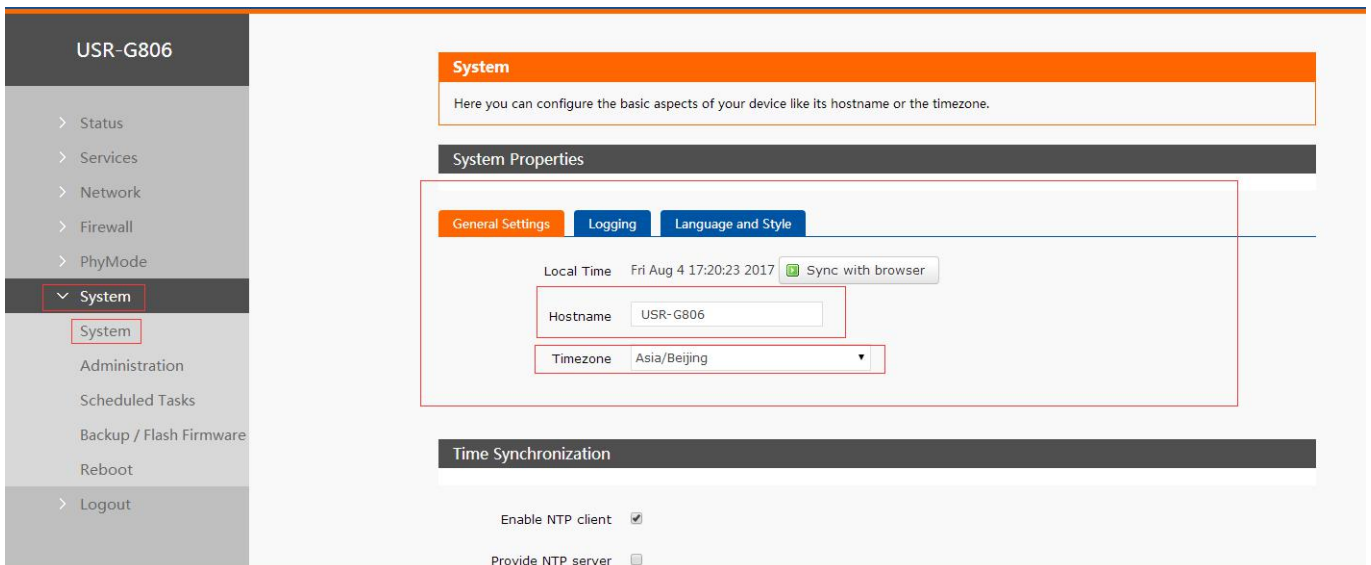 USR-G806
Status
Services
Network
Firewall
PhyMode
System
System
Administration
Scheduled Tasks
Backup / Flash Firmware
Reboot
Logout
System
Here you can configure the basic aspects of your device like its hostname or the timezone.
System Properties
General Settings Logging Language and Style
Local Time Fri Aug 4 17:20:23 2017 Sync with browser
Hostname USR-G806
Timezone Asia/Beijing
Time Synchronization
Enable NTP client
Provide NTP server